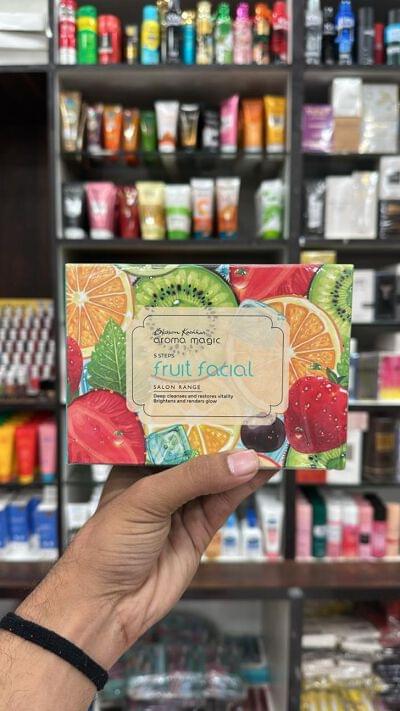 Blossom Kochhar
aroma magic
5 STEPS
fruit facial
SALON RANGE
Deep cleanses and restores vitality
Brightens and renders glow